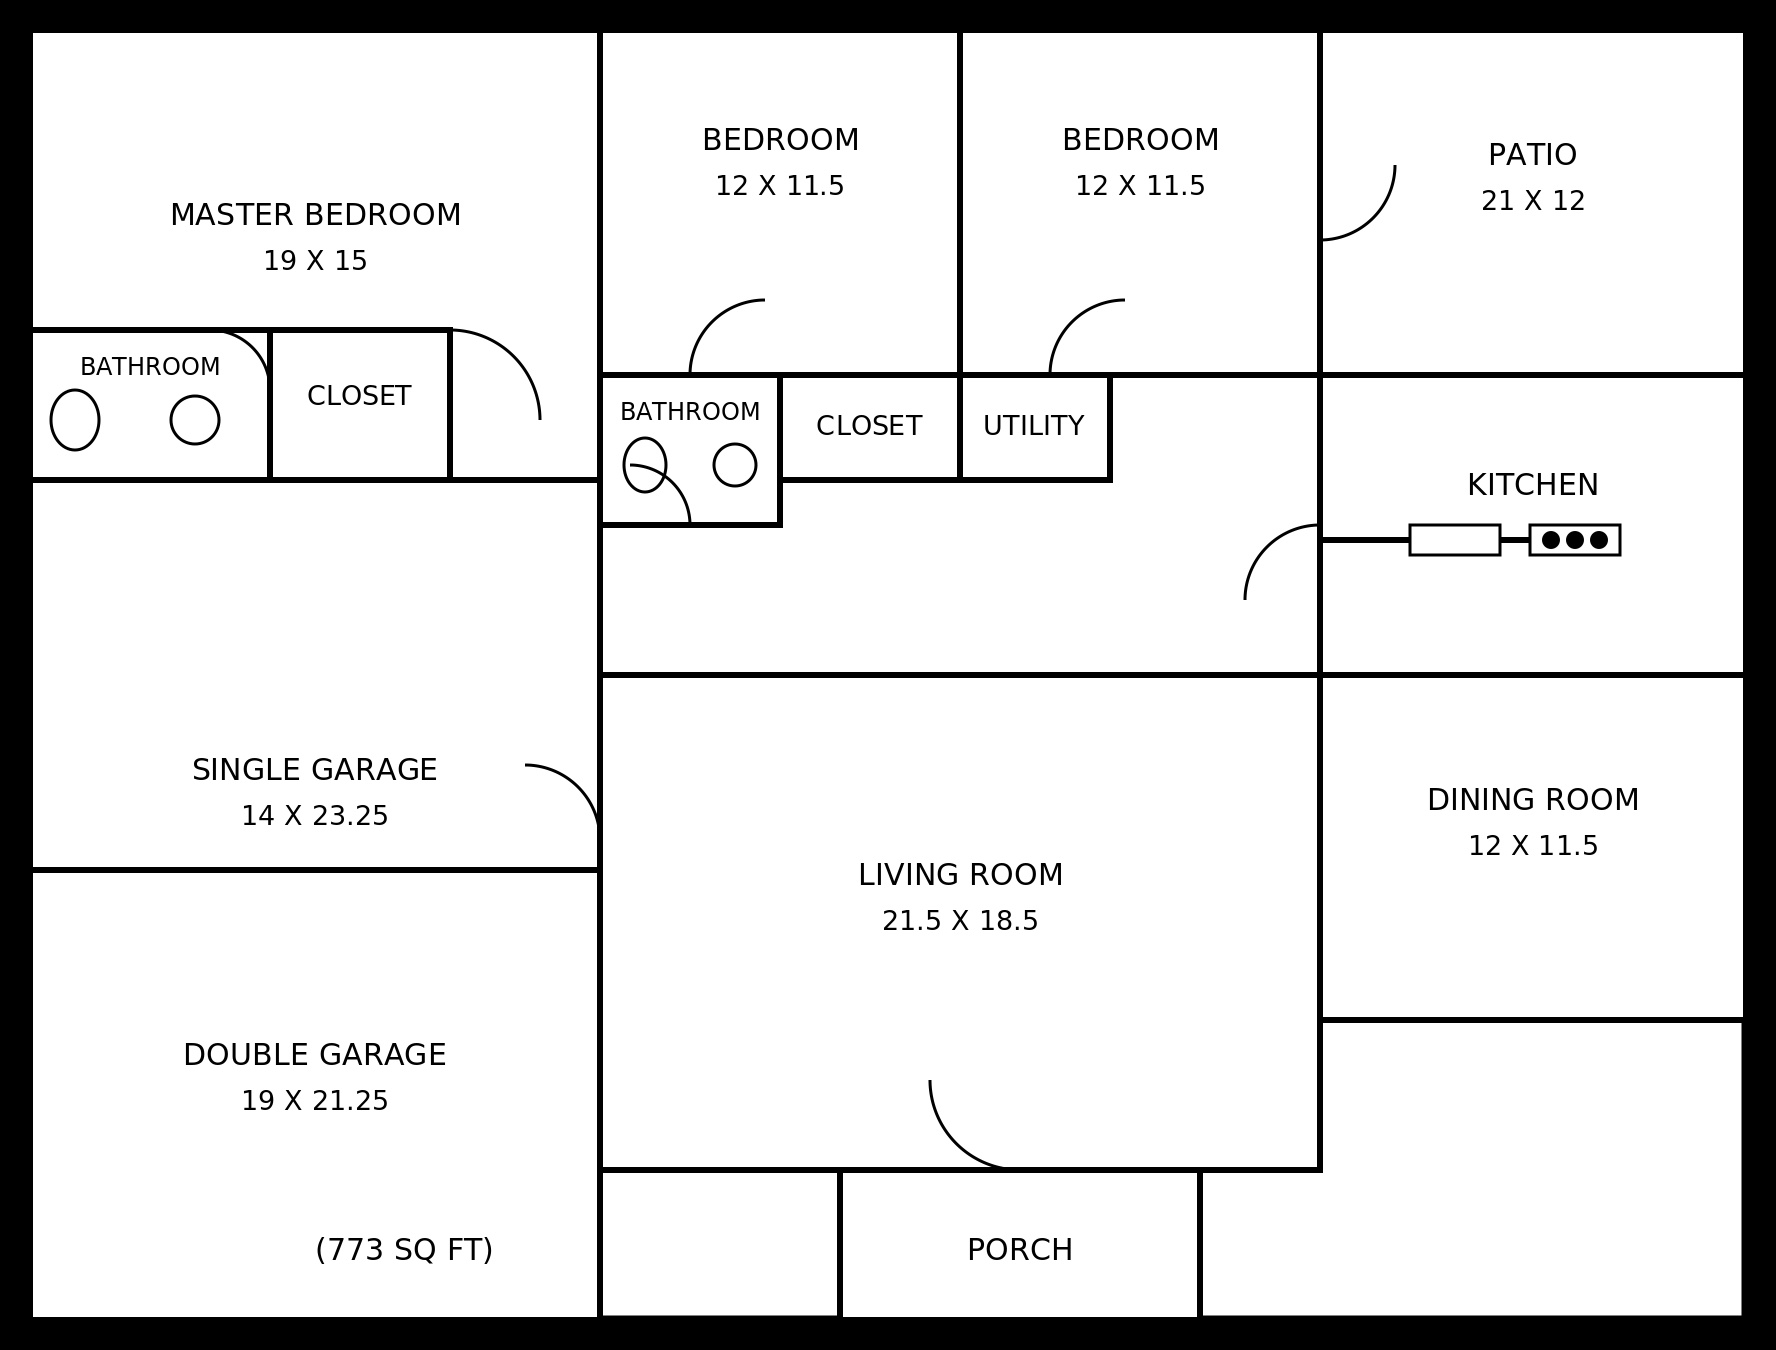 BEDROOM
12 X 11.5
BEDROOM
12 X 11.5
PATIO
21 X 12
MASTER BEDROOM
19 X 15
BATHROOM
CLOSET
BATHROOM
CLOSET
UTILITY
KITCHEN
SINGLE GARAGE
14 X 23.25
DINING ROOM
12 X 11.5
LIVING ROOM
21.5 X 18.5
DOUBLE GARAGE
19 X 21.25
(773 SQ FT)
PORCH